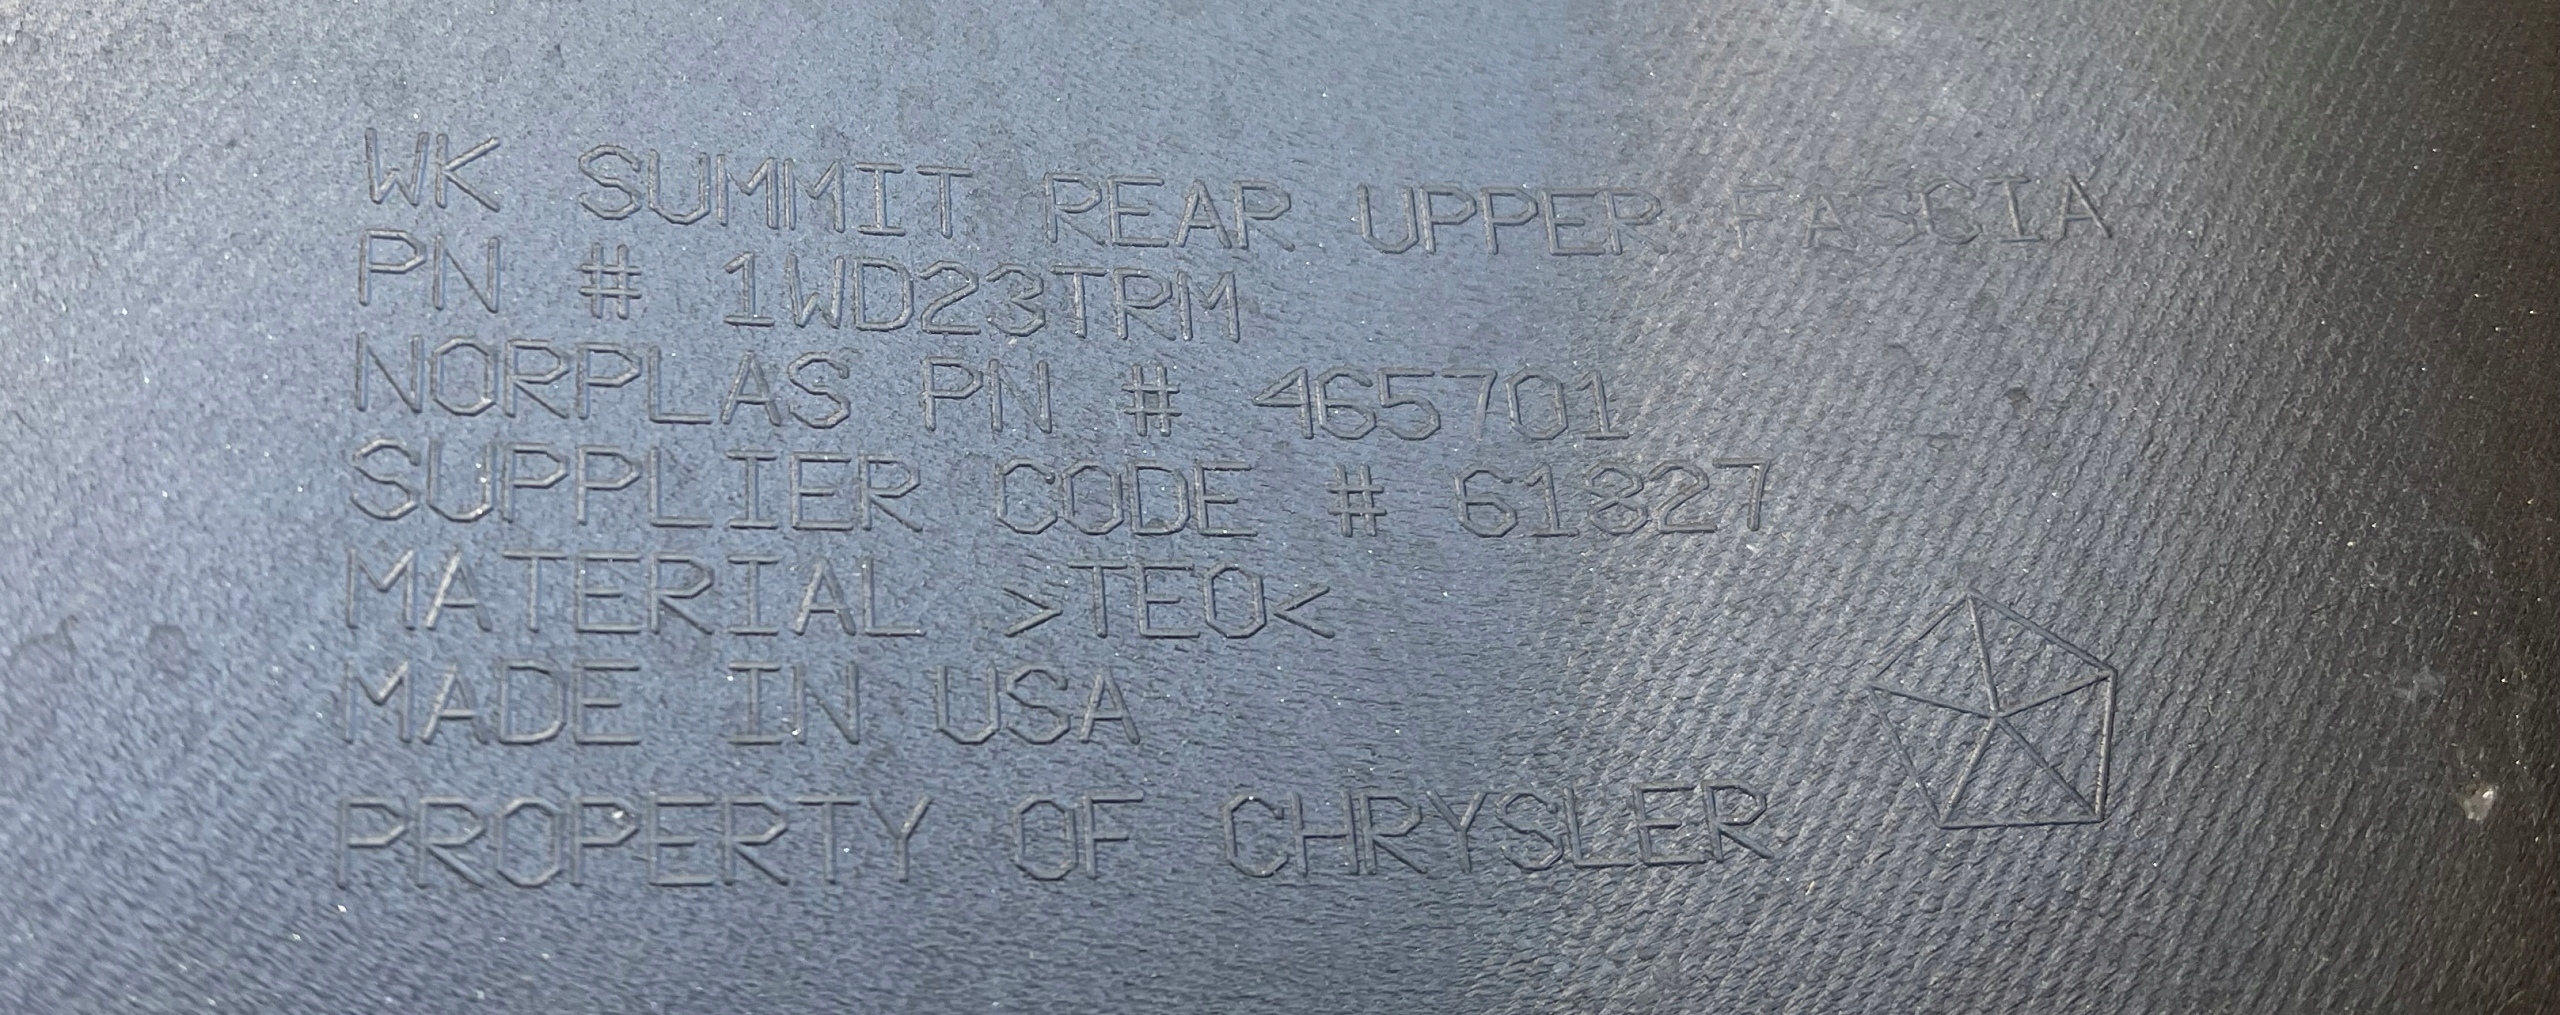 WK SUMMIT REAR UPPER FASCIA
PN # 1WD23TRM
NORPLAS PN # 465701
SUPPLIER CODE # 61827
MATERIAL >TEO<
MADE IN USA
PROPERTY OF CHRYSLER